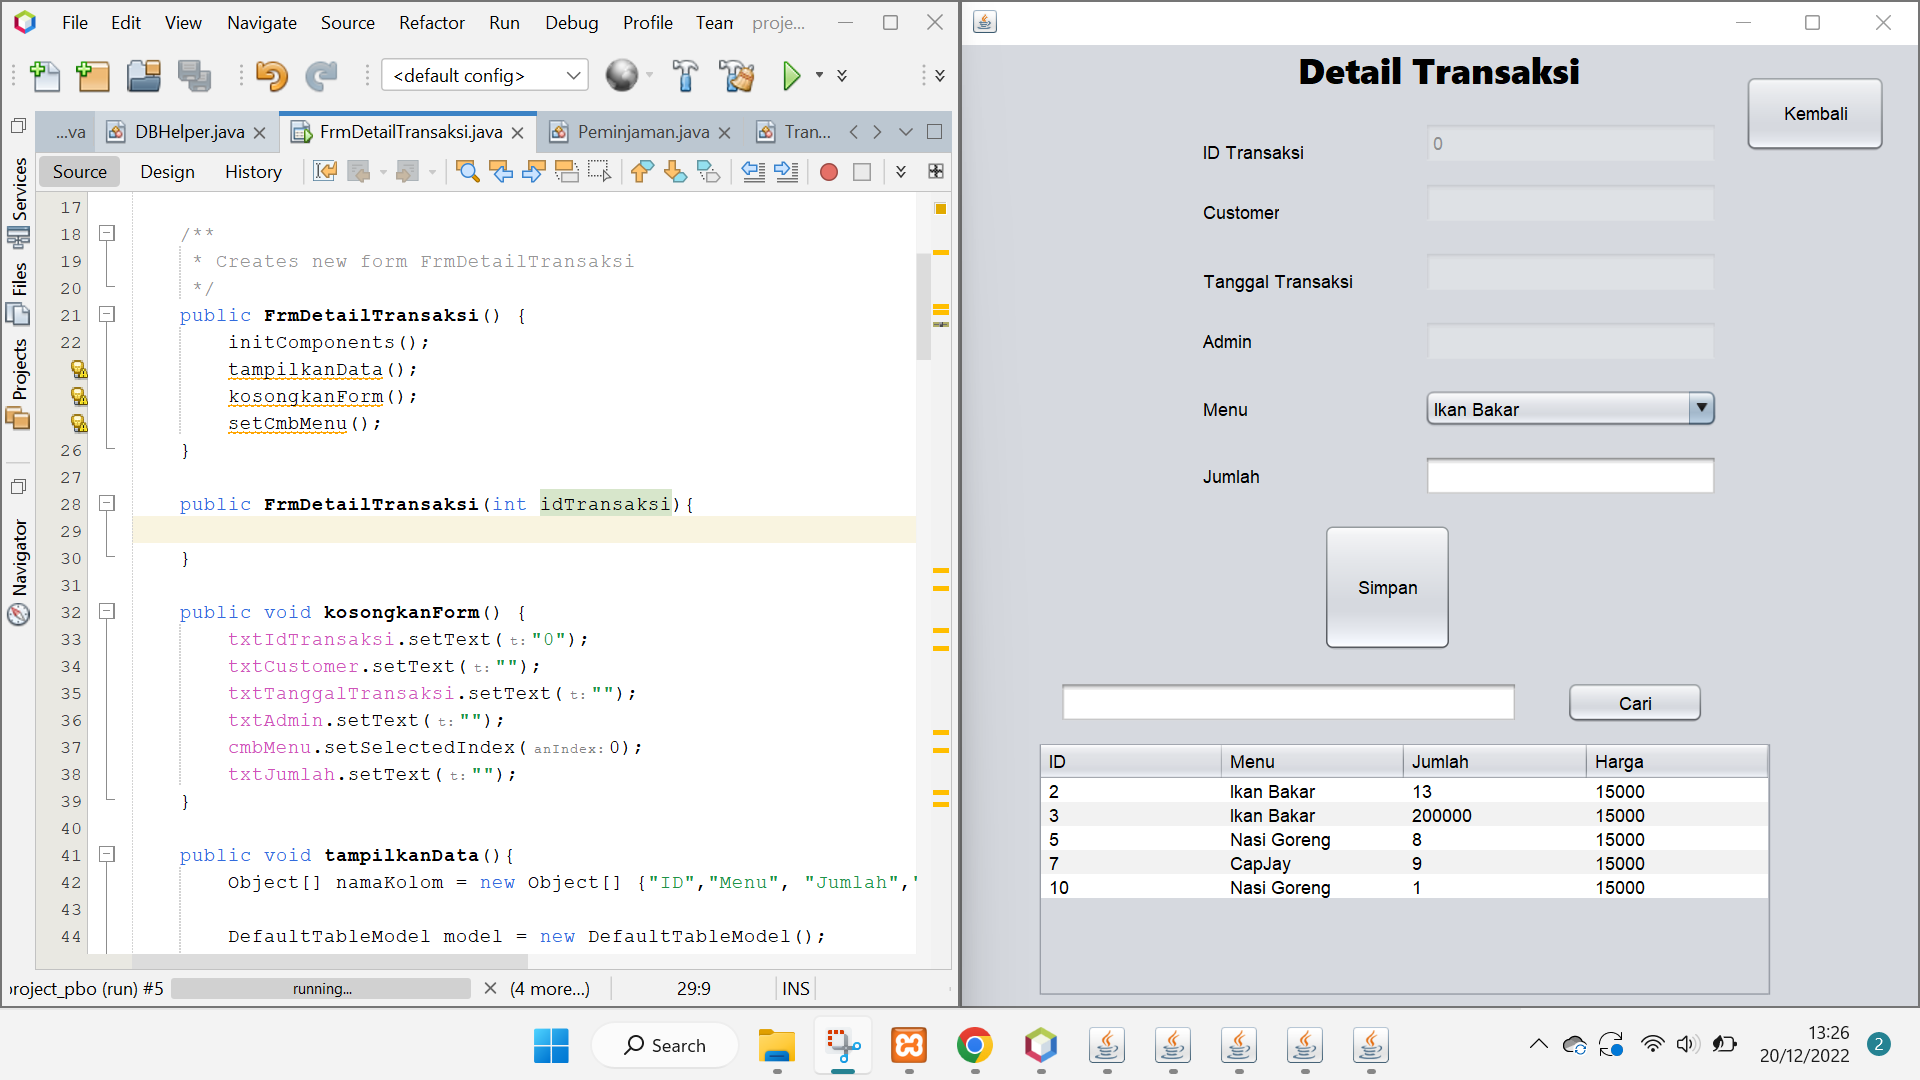 File Edit View Navigate Source Refactor Run Debug Profile Team proje...
<default config>
...va DBHelper.java FrmDetailTransaksi.java Peminjaman.java Tran...
Source Design History
Services
Files
Projects
Navigator
17
18 /**
19 * Creates new form FrmDetailTransaksi
20 */
21 public FrmDetailTransaksi() {
22 initComponents();
tampilkanData();
kosongkanForm();
setCmbMenu();
26 }
27
28 public FrmDetailTransaksi(int idTransaksi){
29
30 }
31
32 public void kosongkanForm() {
33 txtIdTransaksi.setText( t: "0");
34 txtCustomer.setText( t: "");
35 txtTanggalTransaksi.setText( t: "");
36 txtAdmin.setText( t: "");
37 cmbMenu.setSelectedIndex( anIndex: 0);
38 txtJumlah.setText( t: "");
39 }
40
41 public void tampilkanData(){
42 Object[] namaKolom = new Object[] {"ID","Menu", "Jumlah","
43
44 DefaultTableModel model = new DefaultTableModel();
project_pbo (run) #5 running... (4 more...) 29:9 INS
Detail Transaksi
Kembali
ID Transaksi 0
Customer
Tanggal Transaksi
Admin
Menu Ikan Bakar
Jumlah
Simpan
Cari
ID Menu Jumlah Harga
2 Ikan Bakar 13 15000
3 Ikan Bakar 200000 15000
5 Nasi Goreng 8 15000
7 CapJay 9 15000
10 Nasi Goreng 1 15000
Search
13:26
20/12/2022
2